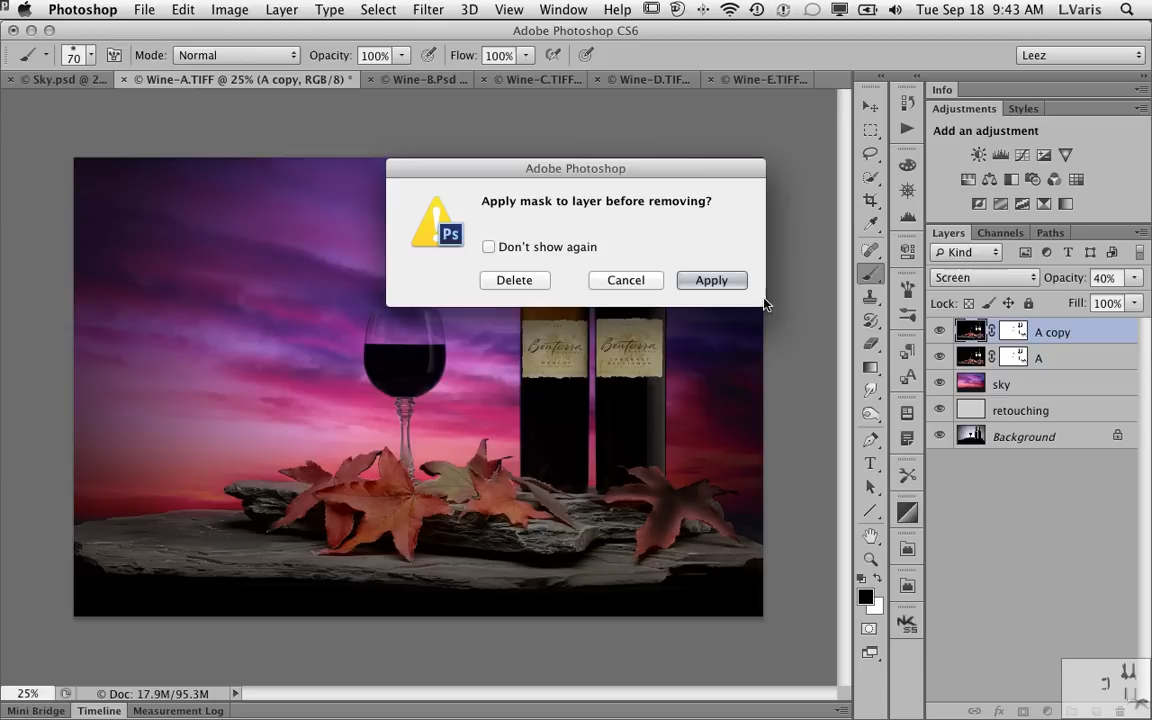 Photoshop File Edit Image Layer Type Select Filter 3D View Window Help Tue Sep 18 9:43 AM L.Varis
Adobe Photoshop CS6
70 Mode: Normal Opacity: 100% Flow: 100% Leez
× © Sky.psd @ 2... × © Wine-A.TIFF @ 25% (A copy, RGB/8) * × © Wine-B.Psd ... × © Wine-C.TIFF... × © Wine-D.TIF... × © Wine-E.TIFF...
Info
Adjustments Styles
Add an adjustment
Adobe Photoshop
Apply mask to layer before removing?
Ps
Don't show again
Delete Cancel Apply
Layers Channels Paths
Kind
Screen Opacity: 40%
Lock: Fill: 100%
A copy
A
sky
retouching
Background
Bonterra
Bonterra
25% © Doc: 17.9M/95.3M
Mini Bridge Timeline Measurement Log